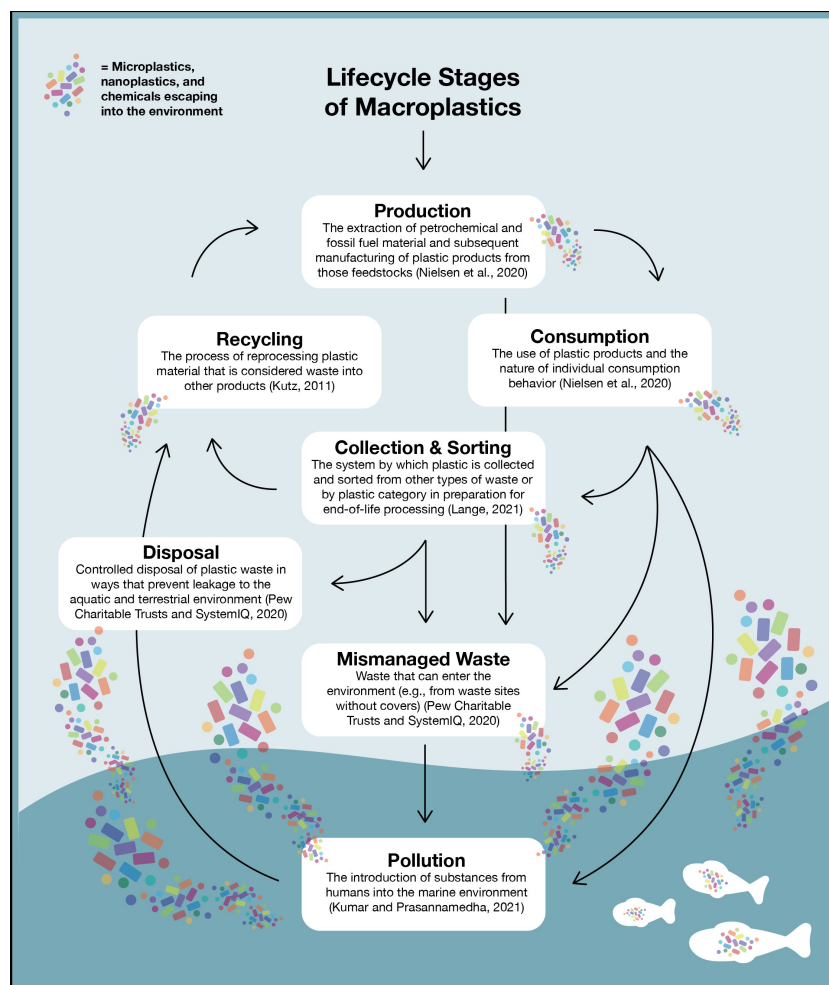 = Microplastics,
nanoplastics, and
chemicals escaping
into the environment
Lifecycle Stages
of Macroplastics
Production
The extraction of petrochemical and
fossil fuel material and subsequent
manufacturing of plastic products from
those feedstocks (Nielsen et al., 2020)
Recycling
The process of reprocessing plastic
material that is considered waste into
other products (Kutz, 2011)
Consumption
The use of plastic products and the
nature of individual consumption
behavior (Nielsen et al., 2020)
Collection & Sorting
The system by which plastic is collected
and sorted from other types of waste or
by plastic category in preparation for
end-of-life processing (Lange, 2021)
Disposal
Controlled disposal of plastic waste in
ways that prevent leakage to the
aquatic and terrestrial environment (Pew
Charitable Trusts and SystemIQ, 2020)
Mismanaged Waste
Waste that can enter the
environment (e.g., from waste sites
without covers) (Pew Charitable
Trusts and SystemIQ, 2020)
Pollution
The introduction of substances from
humans into the marine environment
(Kumar and Prasannamedha, 2021)